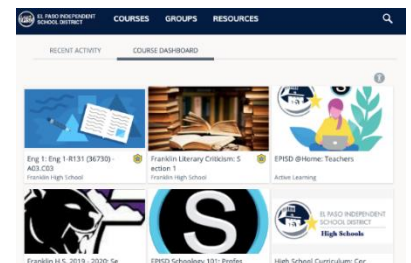 EL PASO INDEPENDENT
SCHOOL DISTRICT
COURSES GROUPS RESOURCES
RECENT ACTIVITY COURSE DASHBOARD
Eng 1: Eng 1-R131 (36730) -
A03.C03
Franklin High School
Franklin Literary Criticism: S
ection 1
Franklin High School
EPISD @Home: Teachers
Active Learning
S
EL PASO INDEPENDENT
SCHOOL DISTRICT
High Schools
Franklin H.S. 2019 - 2020: Se
EPISD Schoology 101: Profes
High School Curriculum: Cor